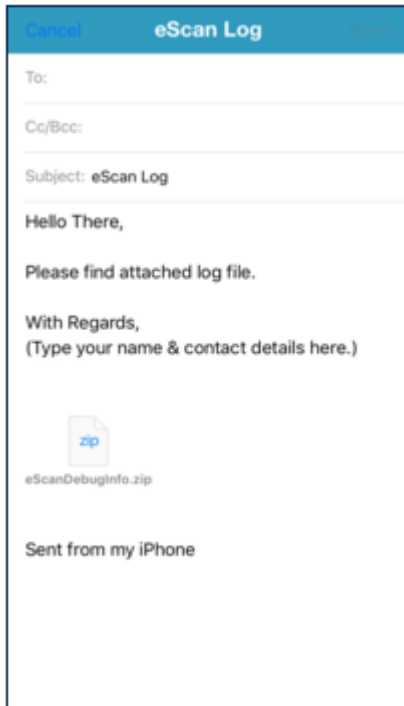 Cancel eScan Log
To:
Cc/Bcc:
Subject: eScan Log
Hello There,
Please find attached log file.
With Regards,
(Type your name & contact details here.)
zip
eScanDebugInfo.zip
Sent from my iPhone